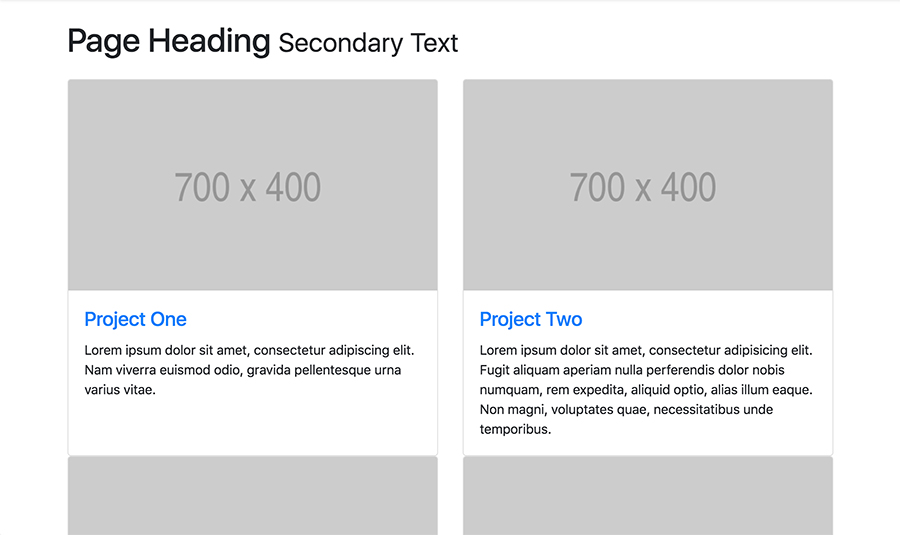 Page Heading Secondary Text
700 x 400
700 x 400
Project One
Lorem ipsum dolor sit amet, consectetur adipiscing elit.
Nam viverra euismod odio, gravida pellentesque urna
varius vitae.
Project Two
Lorem ipsum dolor sit amet, consectetur adipisicing elit.
Fugit aliquam aperiam nulla perferendis dolor nobis
numquam, rem expedita, aliquid optio, alias illum eaque.
Non magni, voluptates quae, necessitatibus unde
temporibus.